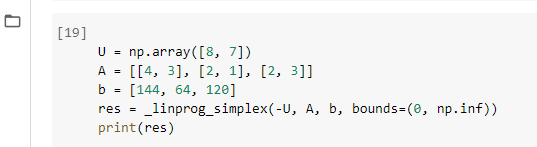 [19]
U = np.array([8, 7])
A = [[4, 3], [2, 1], [2, 3]]
b = [144, 64, 120]
res = _linprog_simplex(-U, A, b, bounds=(0, np.inf))
print(res)